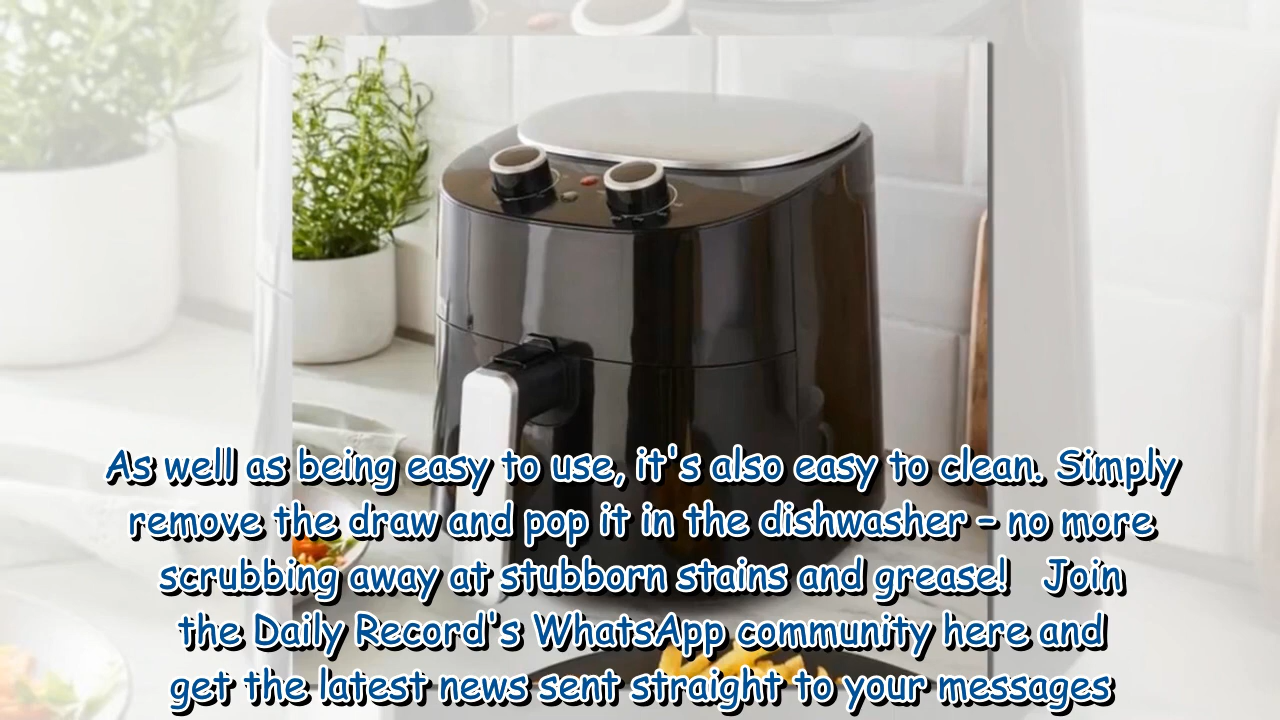 As well as being easy to use, it's also easy to clean. Simply
remove the draw and pop it in the dishwasher – no more
scrubbing away at stubborn stains and grease! Join
the Daily Record's WhatsApp community here and
get the latest news sent straight to your messages